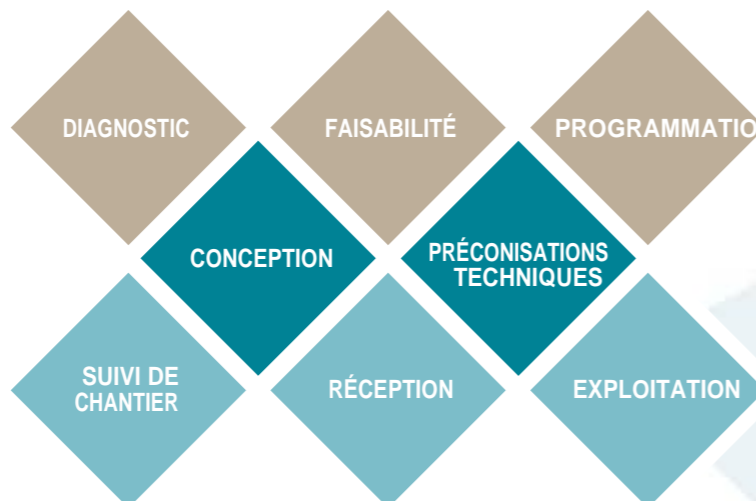 DIAGNOSTIC
FAISABILITÉ
PROGRAMMATIO
CONCEPTION
PRÉCONISATIONS
TECHNIQUES
SUIVI DE
CHANTIER
RÉCEPTION
EXPLOITATION